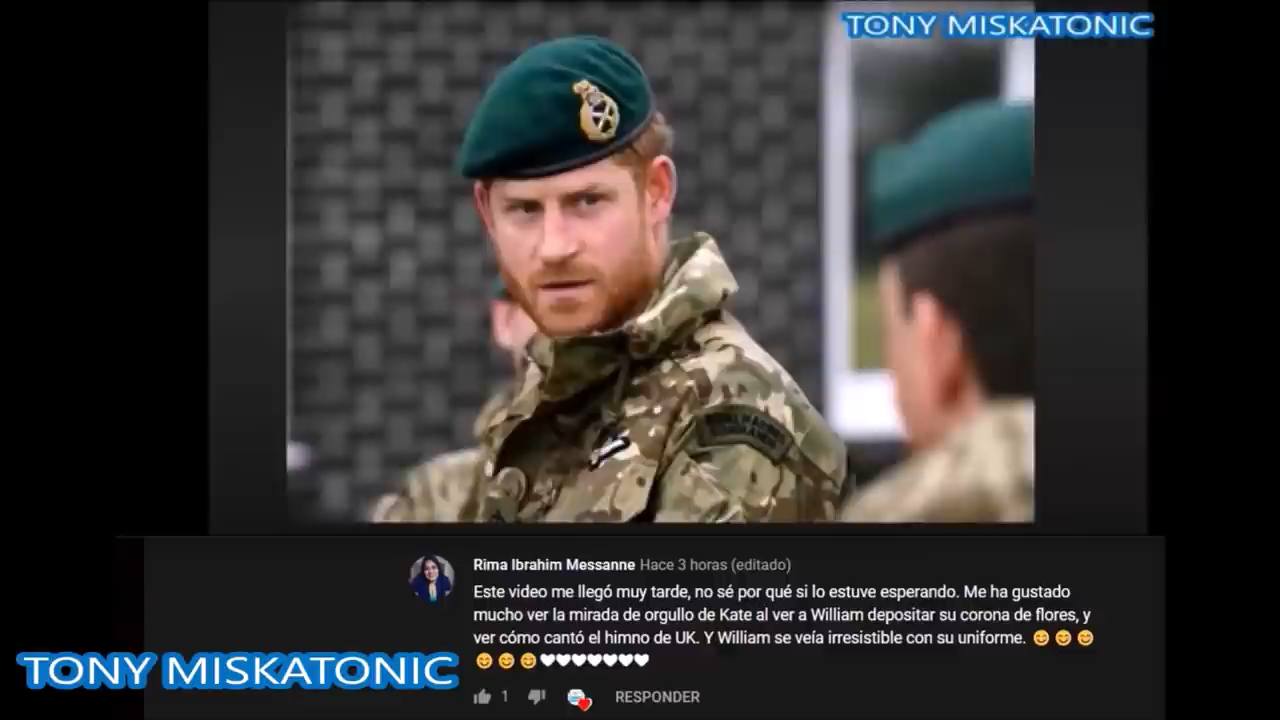 TONY MISKATONIC
Rima Ibrahim Messanne Hace 3 horas (editado)
Este video me llegó muy tarde, no sé por qué si lo estuve esperando. Me ha gustado
mucho ver la mirada de orgullo de Kate al ver a William depositar su corona de flores, y
ver cómo cantó el himno de UK. Y William se veía irresistible con su uniforme. 😊 😊 😊
😊 😊 😊🤍🤍🤍🤍🤍🤍🤍
TONY MISKATONIC
1 RESPONDER